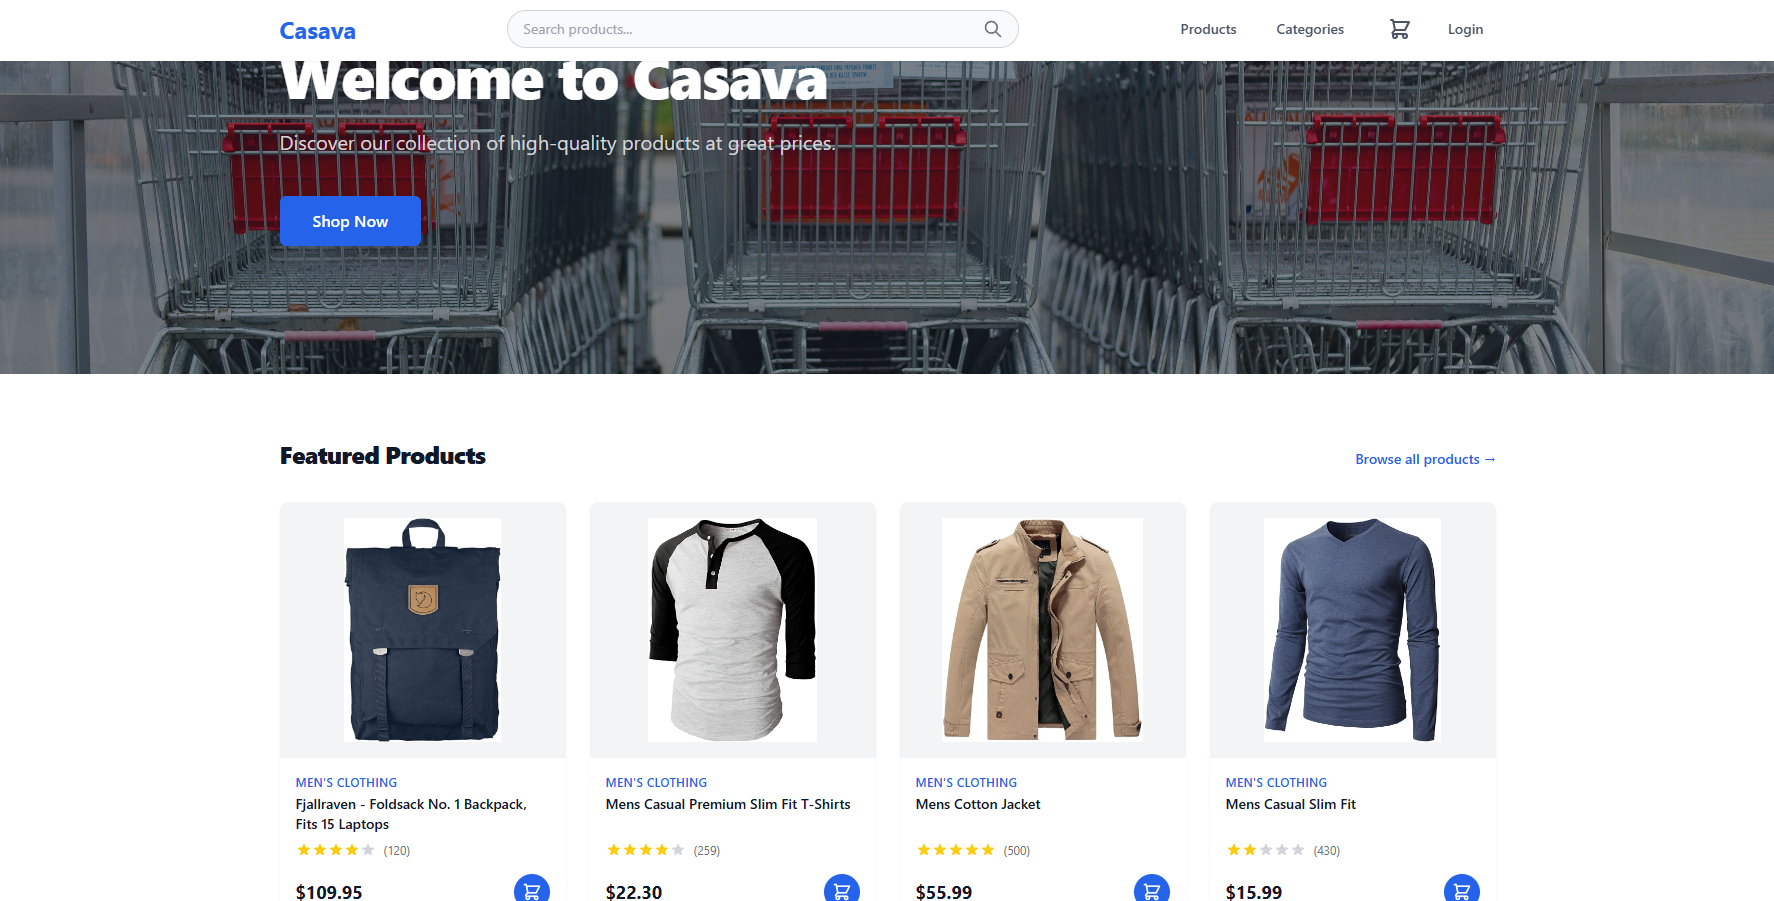 Casava
Search products...
Products
Categories
Login
Welcome to Casava
Discover our collection of high-quality products at great prices.
Shop Now
Featured Products
Browse all products →
MEN'S CLOTHING
Fjallraven - Foldsack No. 1 Backpack,
Fits 15 Laptops
(120)
$109.95
MEN'S CLOTHING
Mens Casual Premium Slim Fit T-Shirts
(259)
$22.30
MEN'S CLOTHING
Mens Cotton Jacket
(500)
$55.99
MEN'S CLOTHING
Mens Casual Slim Fit
(430)
$15.99